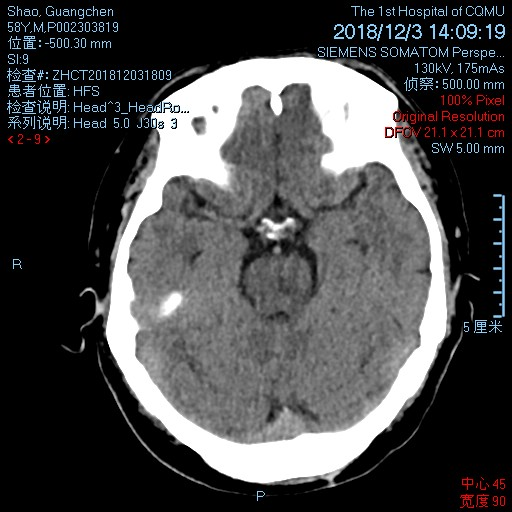 Shao, Guangchen
58Y,M,P002303819
位置: -500.30 mm
SI:9
检查#: ZHCT201812031809
患者位置: HFS
检查说明: Head^3_HeadRo...
系列说明: Head 5.0 J30s 3
<2 - 9>
The 1st Hospital of CQMU
2018/12/3 14:09:19
SIEMENS SOMATOM Perspe...
130kV, 175mAs
侦察: 500.00 mm
100% Pixel
Original Resolution
DFOV 21.1 x 21.1 cm
SW 5.00 mm
R
5 厘米
P
中心 45
宽度 90